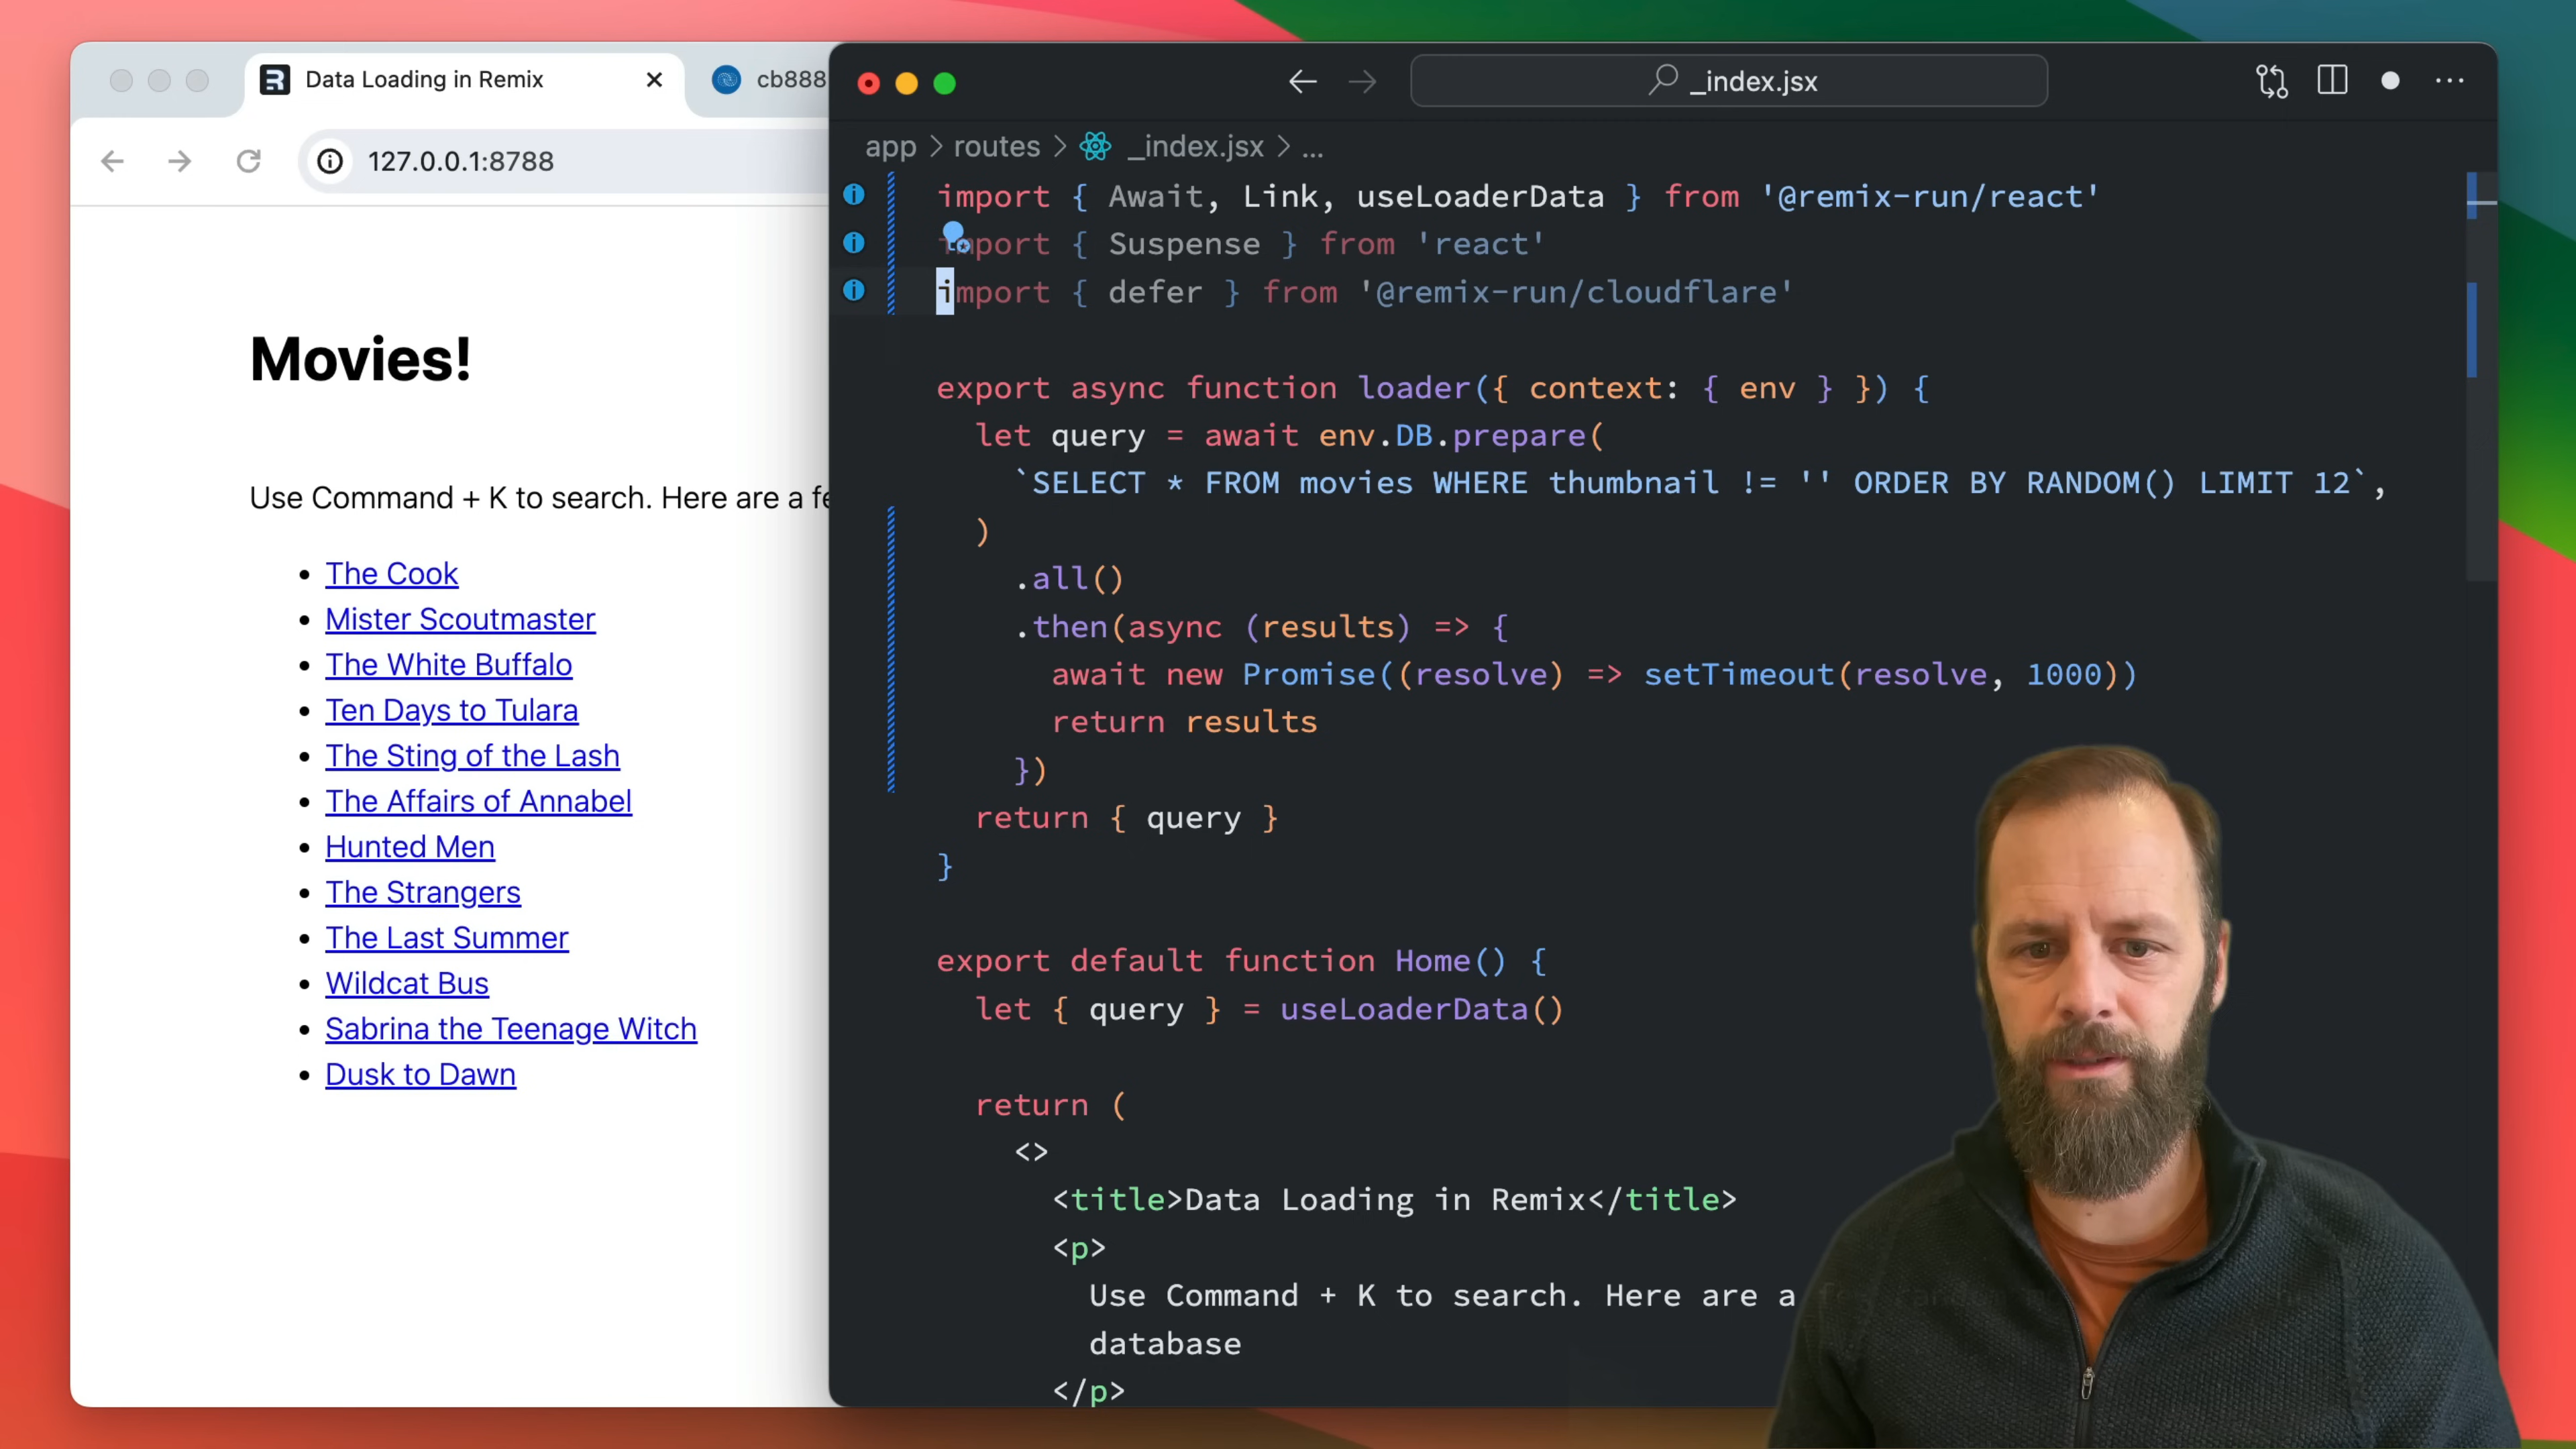 Data Loading in Remix
cb888
127.0.0.1:8788
Movies!
Use Command + K to search. Here are a fe
The Cook
Mister Scoutmaster
The White Buffalo
Ten Days to Tulara
The Sting of the Lash
The Affairs of Annabel
Hunted Men
The Strangers
The Last Summer
Wildcat Bus
Sabrina the Teenage Witch
Dusk to Dawn
_index.jsx
app > routes > _index.jsx > ...
import { Await, Link, useLoaderData } from '@remix-run/react'
import { Suspense } from 'react'
import { defer } from '@remix-run/cloudflare'
export async function loader({ context: { env } }) {
let query = await env.DB.prepare(
`SELECT * FROM movies WHERE thumbnail != '' ORDER BY RANDOM() LIMIT 12`,
)
.all()
.then(async (results) => {
await new Promise((resolve) => setTimeout(resolve, 1000))
return results
})
return { query }
}
export default function Home() {
let { query } = useLoaderData()
return (
<>
<title>Data Loading in Remix</title>
<p>
Use Command + K to search. Here are a
database
</p>